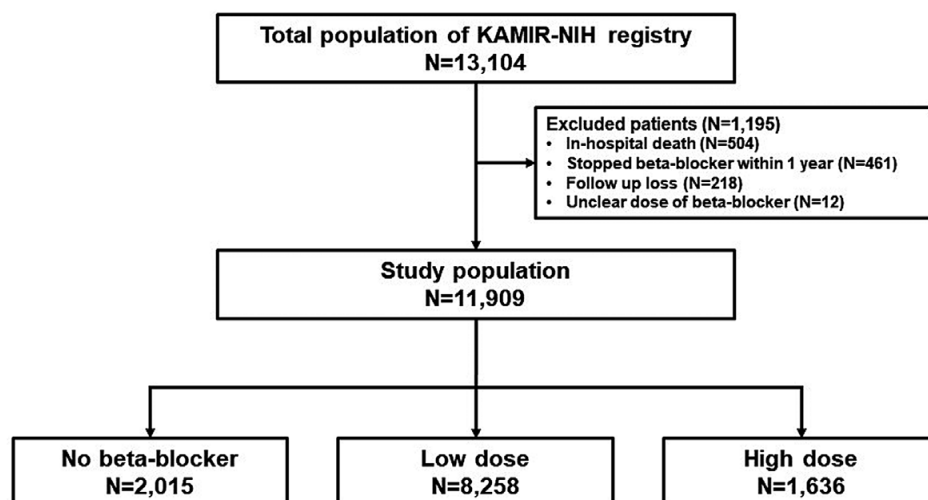 Total population of KAMIR-NIH registry
N=13,104
Excluded patients (N=1,195)
• In-hospital death (N=504)
• Stopped beta-blocker within 1 year (N=461)
• Follow up loss (N=218)
• Unclear dose of beta-blocker (N=12)
Study population
N=11,909
No beta-blocker
N=2,015
Low dose
N=8,258
High dose
N=1,636